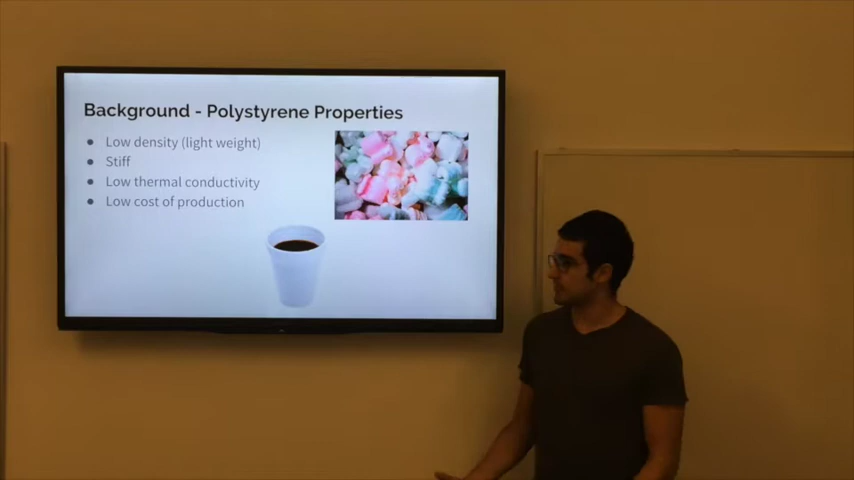 Background - Polystyrene Properties
● Low density (light weight)
● Stiff
● Low thermal conductivity
● Low cost of production